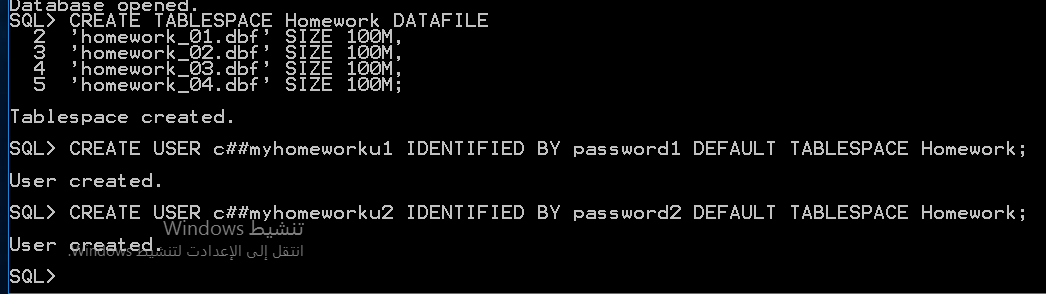 Database opened.
SQL> CREATE TABLESPACE Homework DATAFILE
2 'homework_01.dbf' SIZE 100M,
3 'homework_02.dbf' SIZE 100M,
4 'homework_03.dbf' SIZE 100M,
5 'homework_04.dbf' SIZE 100M;
Tablespace created.
SQL> CREATE USER c##myhomeworku1 IDENTIFIED BY password1 DEFAULT TABLESPACE Homework;
User created.
SQL> CREATE USER c##myhomeworku2 IDENTIFIED BY password2 DEFAULT TABLESPACE Homework;
تنشيط Windows
User created.
انتقل إلى الإعدادت لتنشيط Windows.
SQL>